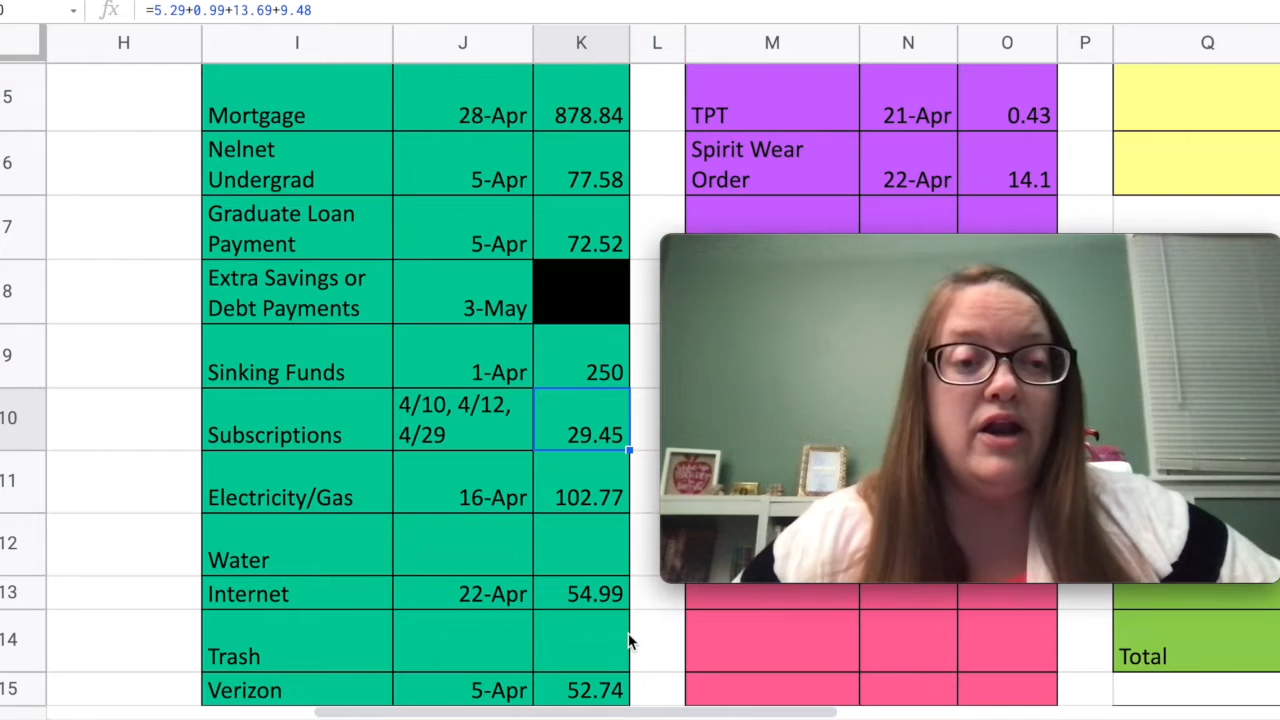 =5.29+0.99+13.69+9.48
H I J K L M N O P Q
5 Mortgage 28-Apr 878.84 TPT 21-Apr 0.43
6 Nelnet Undergrad 5-Apr 77.58 Spirit Wear Order 22-Apr 14.1
7 Graduate Loan Payment 5-Apr 72.52
8 Extra Savings or Debt Payments 3-May
9 Sinking Funds 1-Apr 250
10 Subscriptions 4/10, 4/12, 4/29 29.45
11 Electricity/Gas 16-Apr 102.77
12 Water
13 Internet 22-Apr 54.99
14 Trash Total
15 Verizon 5-Apr 52.74